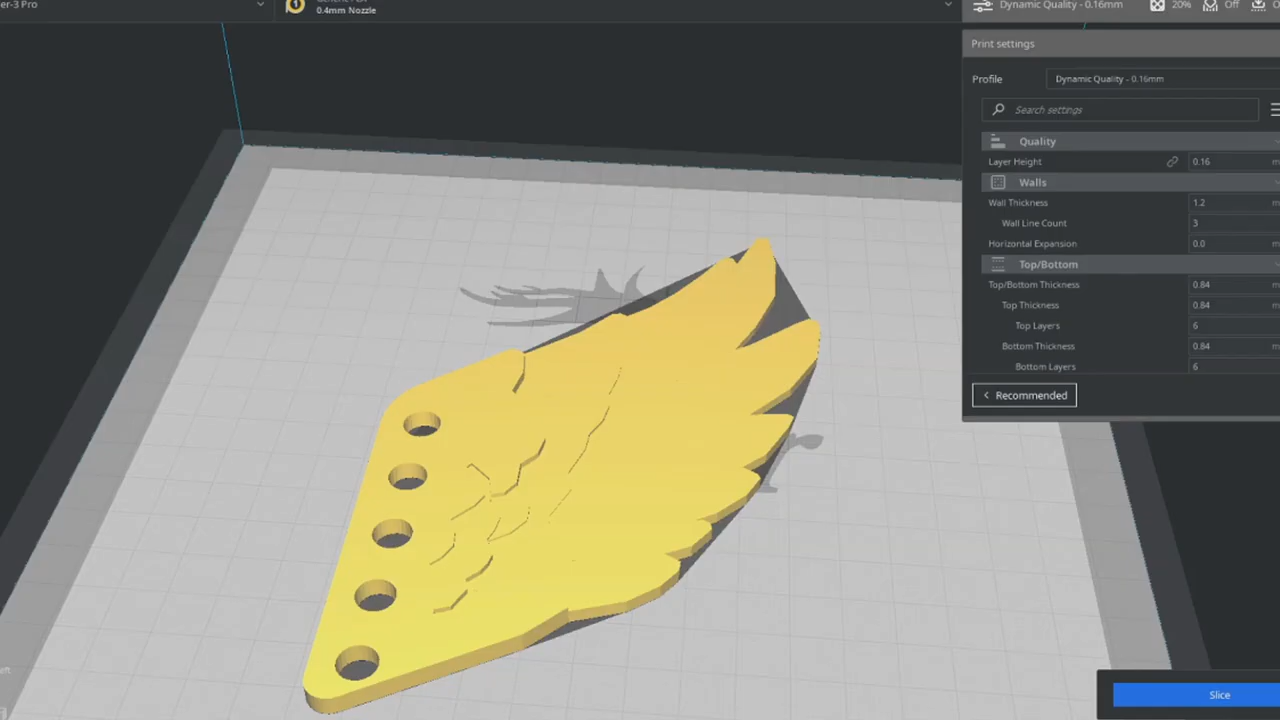 er-3 Pro
0.4mm Nozzle
Dynamic Quality - 0.16mm 20% Off
Print settings
Profile Dynamic Quality - 0.16mm
Search settings
Quality
Layer Height 0.16
Walls
Wall Thickness 1.2
Wall Line Count 3
Horizontal Expansion 0.0
Top/Bottom
Top/Bottom Thickness 0.84
Top Thickness 0.84
Top Layers 6
Bottom Thickness 0.84
Bottom Layers 6
Recommended
Slice